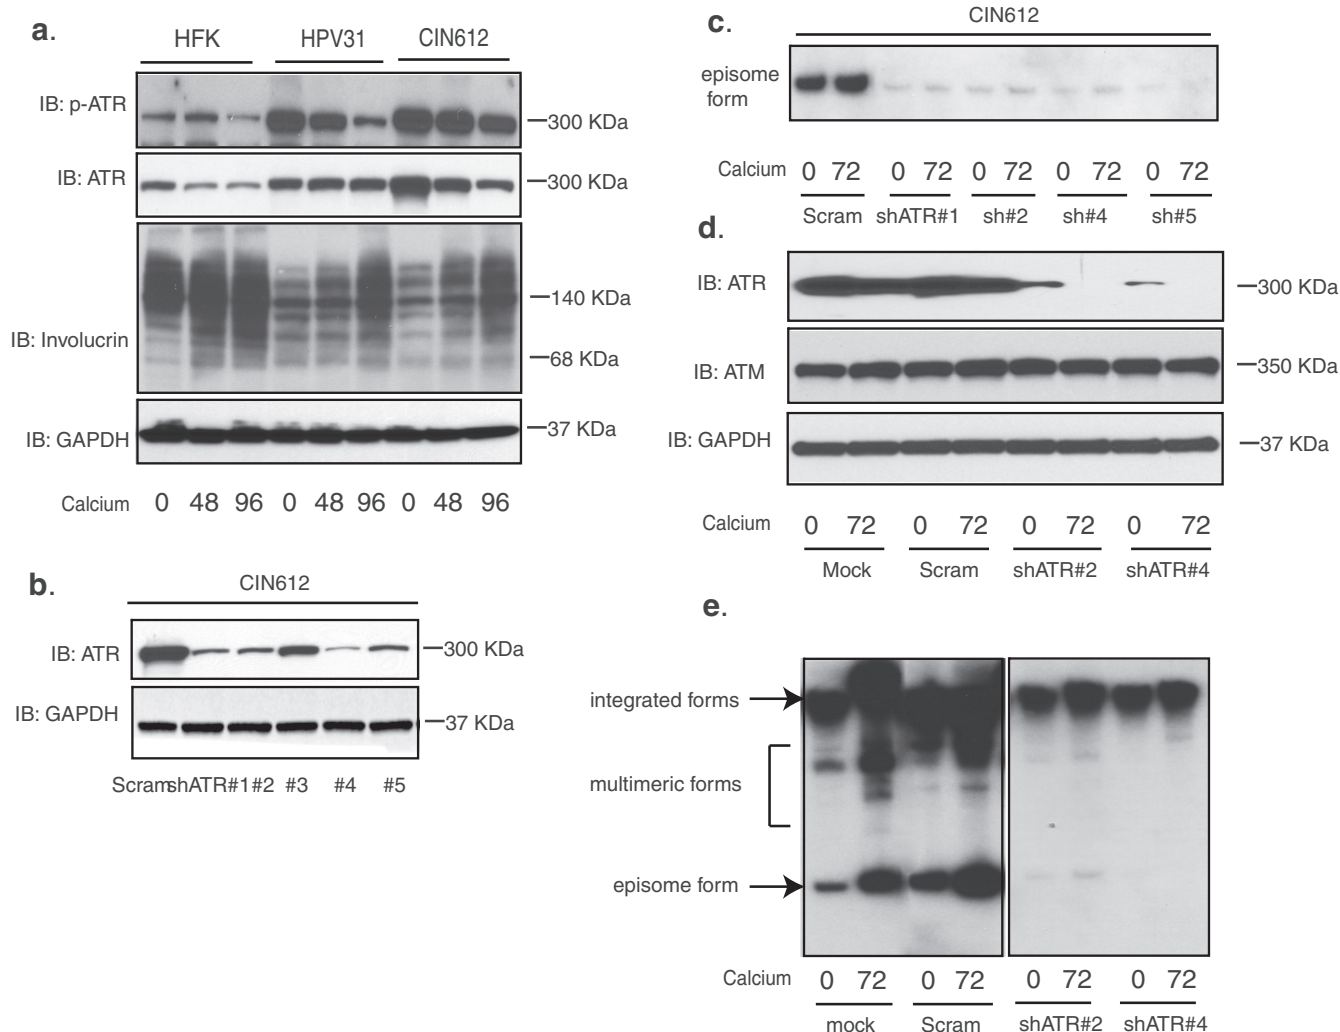 a.
HFK HPV31 CIN612
IB: p-ATR
300 KDa
IB: ATR
300 KDa
140 KDa
IB: Involucrin
68 KDa
IB: GAPDH
37 KDa
Calcium 0 48 96 0 48 96 0 48 96
b.
CIN612
IB: ATR
300 KDa
IB: GAPDH
37 KDa
Scram shATR#1 #2 #3 #4 #5
c.
CIN612
episome
form
Calcium 0 72 0 72 0 72 0 72 0 72
Scram shATR#1 sh#2 sh#4 sh#5
d.
IB: ATR
300 KDa
IB: ATM
350 KDa
IB: GAPDH
37 KDa
Calcium 0 72 0 72 0 72 0 72
Mock Scram shATR#2 shATR#4
e.
integrated forms
multimeric forms
episome form
Calcium 0 72 0 72 0 72 0 72
mock Scram shATR#2 shATR#4